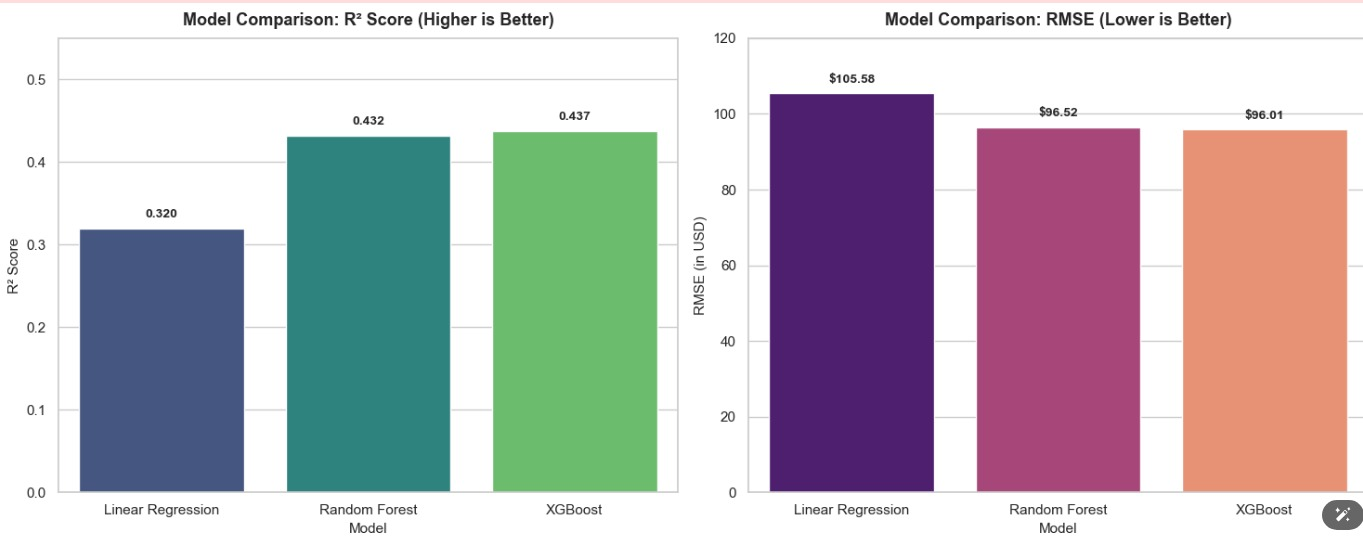 Model Comparison: R² Score (Higher is Better)
0.5
0.4
0.3
0.2
0.1
0.0
R² Score
0.320
0.432
0.437
Linear Regression
Random Forest
XGBoost
Model
Model Comparison: RMSE (Lower is Better)
120
100
80
60
40
20
0
RMSE (in USD)
$105.58
$96.52
$96.01
Linear Regression
Random Forest
XGBoost
Model